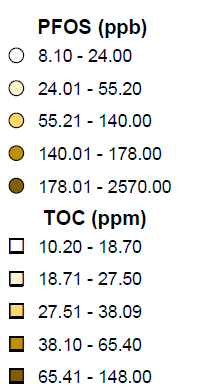 PFOS (ppb)
8.10 - 24.00
24.01 - 55.20
55.21 - 140.00
140.01 - 178.00
178.01 - 2570.00
TOC (ppm)
10.20 - 18.70
18.71 - 27.50
27.51 - 38.09
38.10 - 65.40
65.41 - 148.00